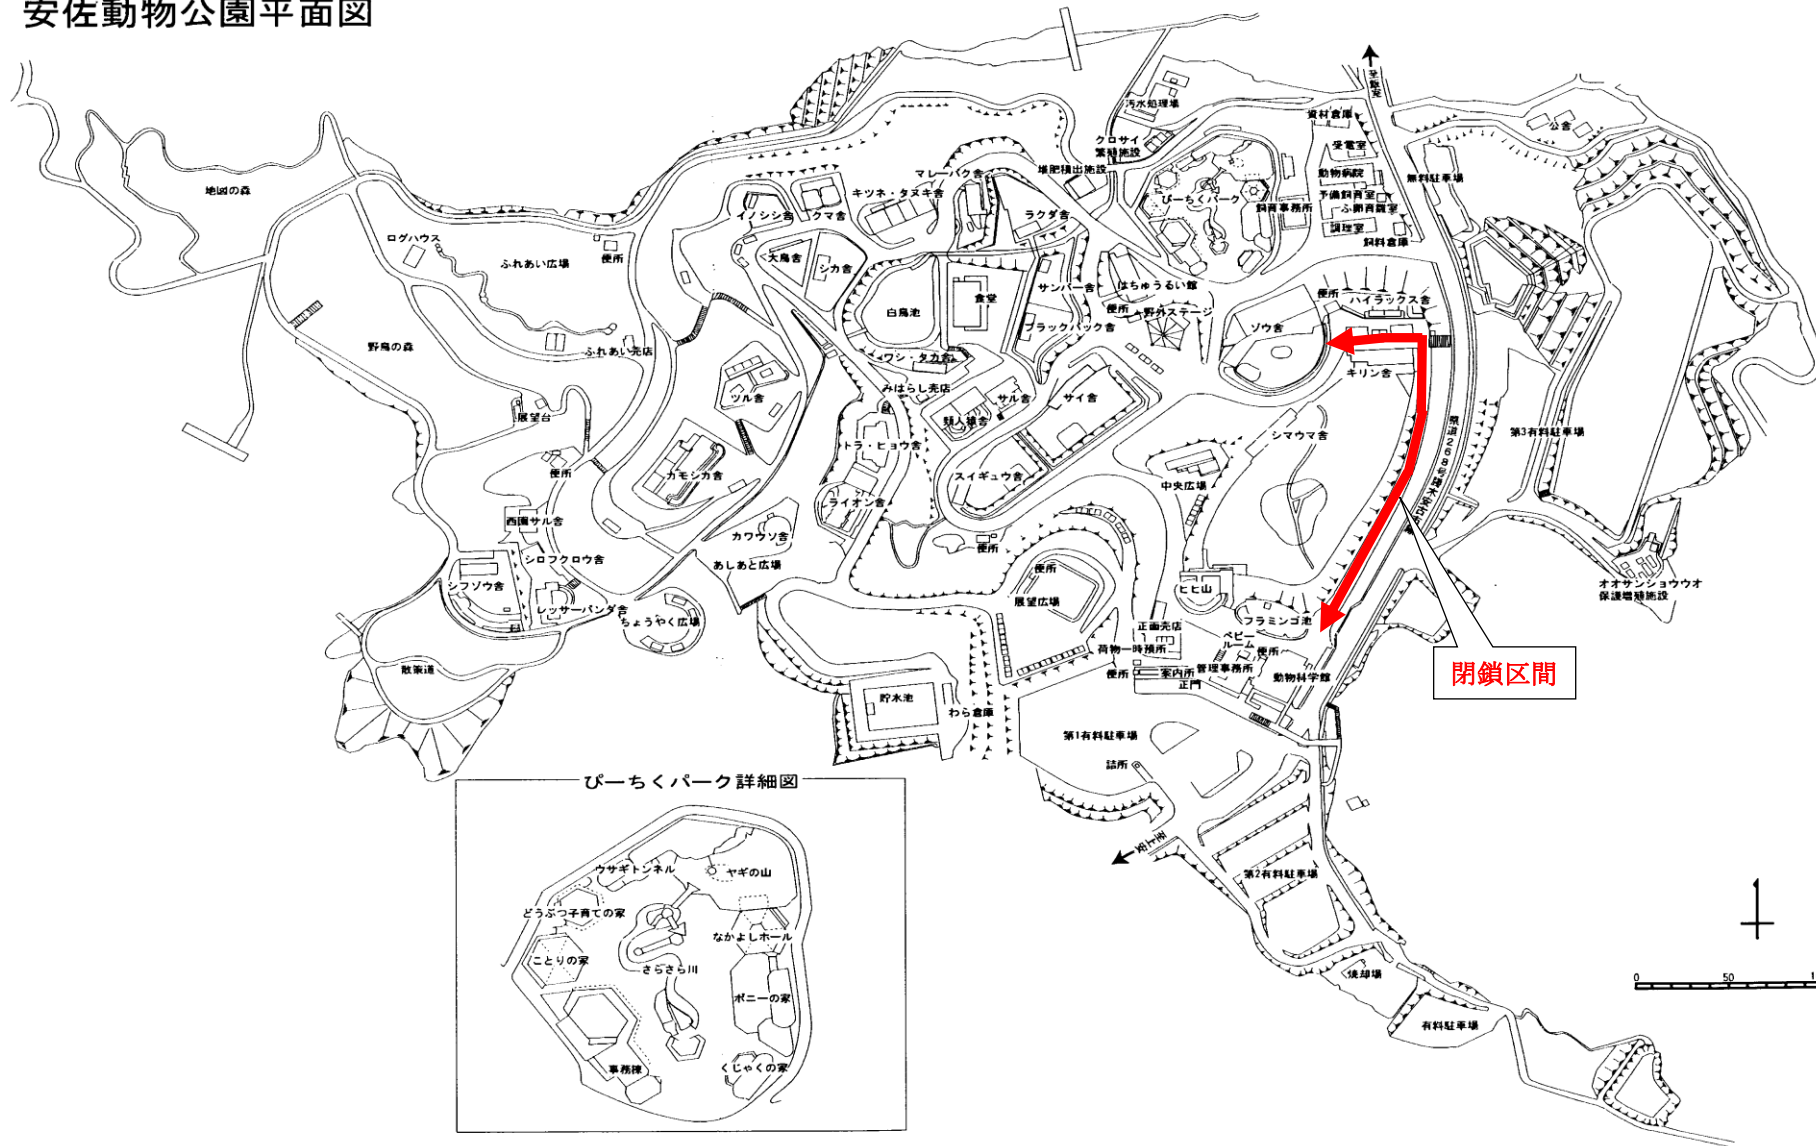 安佐動物公園平面図
至飯室
汚水処理場
資材倉庫
公舎
クロサイ
繁殖施設
受電室
堆肥積出施設
動物病院
無料駐車場
マレーバク舎
地図の森
キツネ・タヌキ舎
予備飼育室
ぴーちくパーク
飼育事務所
ふ卵育雛室
イノシシ舎
クマ舎
ラクダ舎
調理室
飼料倉庫
ログハウス
ふれあい広場
便所
大鳥舎
シカ舎
サンバー舎
はちゅうるい館
食堂
便所
ハイラックス舎
白鳥池
便所
野外ステージ
ブラックバック舎
ゾウ舎
野鳥の森
ふれあい売店
ワシ・タカ舎
キリン舎
みはらし売店
ツル舎
サル舎
サイ舎
展望台
類人猿舎
シマウマ舎
第3有料駐車場
トラ・ヒョウ舎
便所
カモシカ舎
スイギュウ舎
中央広場
ライオン舎
西園サル舎
カワウソ舎
便所
シロフクロウ舎
あしあと広場
便所
シフゾウ舎
オオサンショウウオ
保護増殖施設
ヒヒ山
レッサーパンダ舎
展望広場
ちょうやく広場
フラミンゴ池
正面売店
ベビー
ルーム
荷物一時預所
便所
散策道
便所
案内所
管理事務所
動物科学館
閉鎖区間
正門
貯水池
わら倉庫
第1有料駐車場
詰所
ぴーちくパーク詳細図
至上安
ウサギトンネル
ヤギの山
第2有料駐車場
どうぶつ子育ての家
なかよしホール
ことりの家
さらさら川
焼却場
ポニーの家
0 50
有料駐車場
事務棟
くじゃくの家